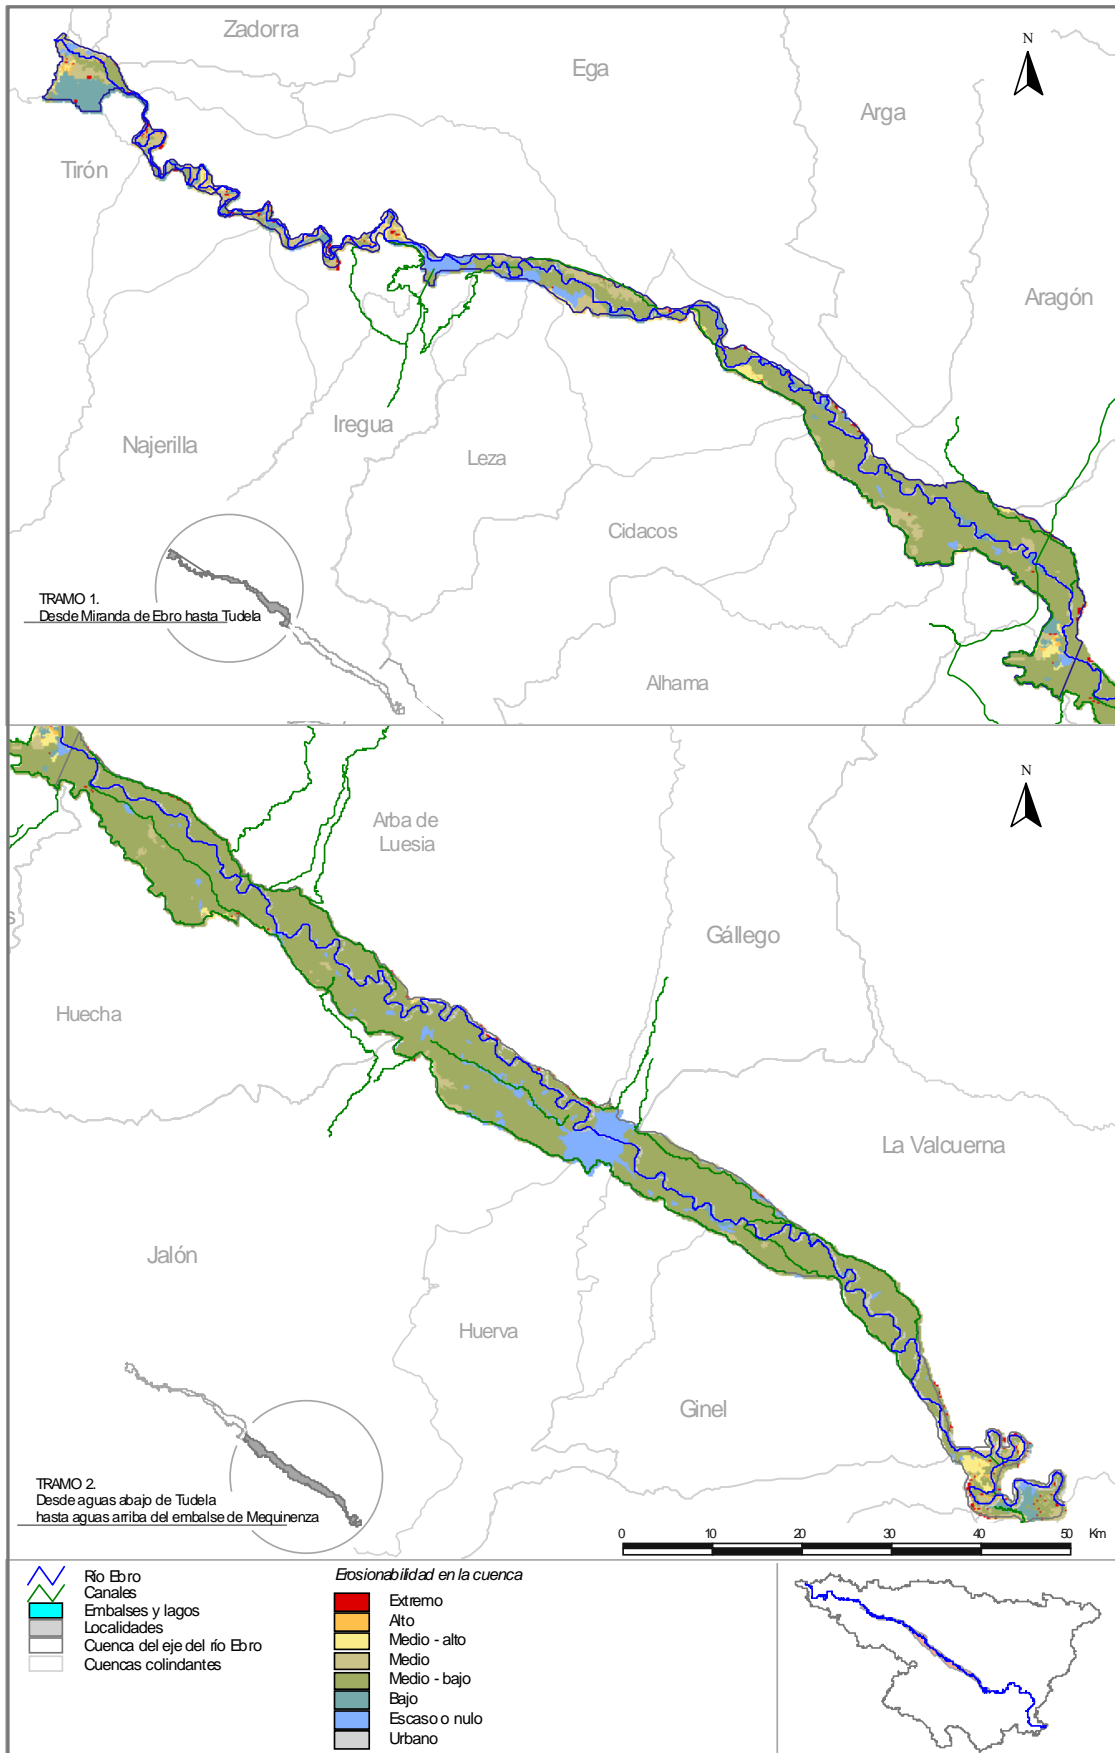 Zadorra
N
Ega
Arga
Tirón
Aragón
Iregua
Najerilla
Leza
Cidacos
TRAMO 1.
Desde Miranda de Ebro hasta Tudela
Alhama
N
Arba de
Luesia
s
Gállego
Huecha
La Valcuerna
Jalón
Huerva
Ginel
TRAMO 2.
Desde aguas abajo de Tudela
hasta aguas arriba del embalse de Mequinenza
0 10 20 30 40 50 Km
Río Ebro
Canales
Embalses y lagos
Localidades
Cuenca del eje del río Ebro
Cuencas colindantes
Erosionabilidad en la cuenca
Extremo
Alto
Medio - alto
Medio
Medio - bajo
Bajo
Escaso o nulo
Urbano